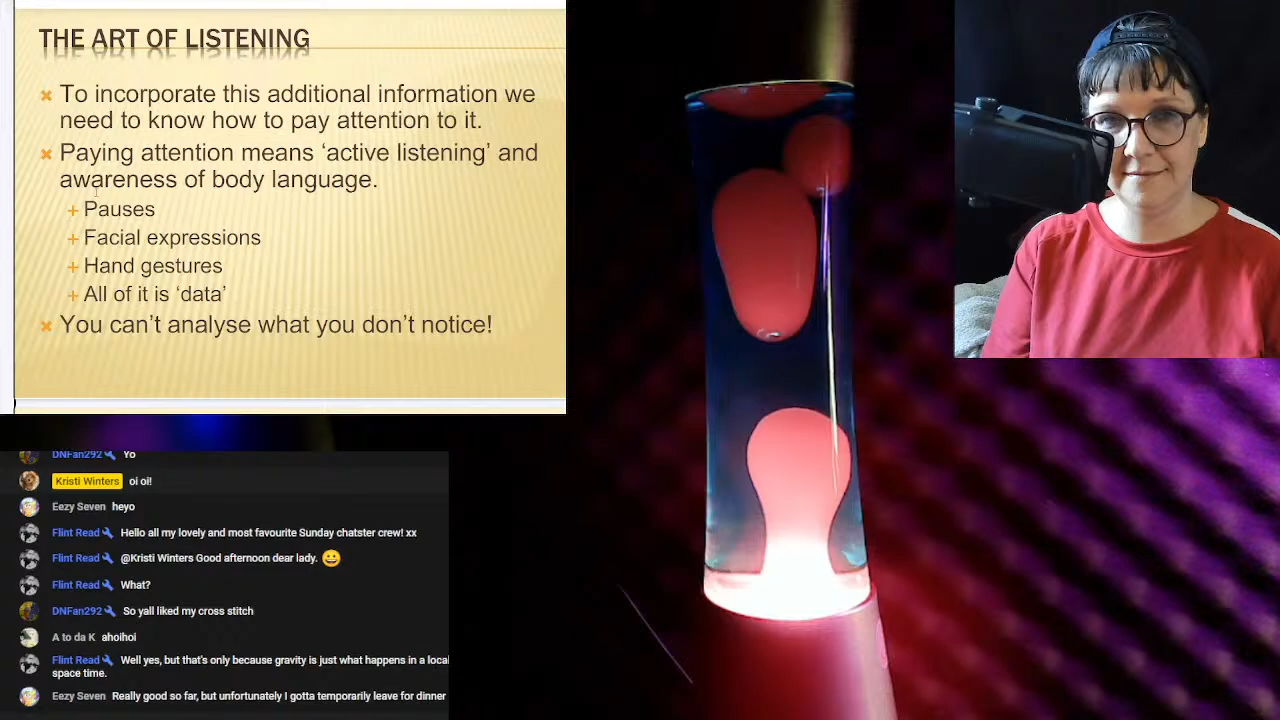 THE ART OF LISTENING
To incorporate this additional information we
need to know how to pay attention to it.
Paying attention means ‘active listening’ and
awareness of body language.
Pauses
Facial expressions
Hand gestures
All of it is ‘data’
You can’t analyse what you don’t notice!
DNFan292 Yo
Kristi Winters oi oi!
Eezy Seven heyo
Flint Read Hello all my lovely and most favourite Sunday chatster crew! xx
Flint Read @Kristi Winters Good afternoon dear lady. 😀
Flint Read What?
DNFan292 So yall liked my cross stitch
A to da K ahoihoi
Flint Read Well yes, but that's only because gravity is just what happens in a local
space time.
Eezy Seven Really good so far, but unfortunately I gotta temporarily leave for dinner